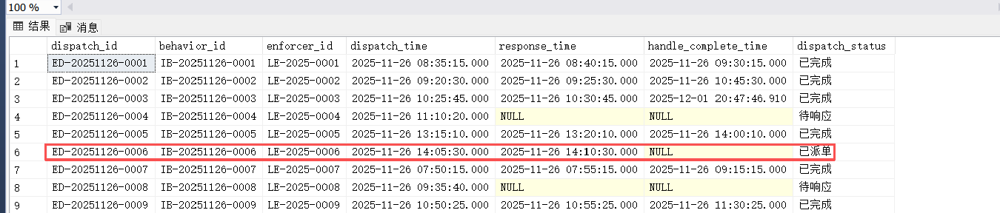 100 %
结果 消息
dispatch_id behavior_id enforcer_id dispatch_time response_time handle_complete_time dispatch_status
1 ED-20251126-0001 IB-20251126-0001 LE-2025-0001 2025-11-26 08:35:15.000 2025-11-26 08:40:15.000 2025-11-26 09:30:15.000 已完成
2 ED-20251126-0002 IB-20251126-0002 LE-2025-0002 2025-11-26 09:20:30.000 2025-11-26 09:25:30.000 2025-11-26 10:45:30.000 已完成
3 ED-20251126-0003 IB-20251126-0003 LE-2025-0003 2025-11-26 10:25:45.000 2025-11-26 10:30:45.000 2025-12-01 20:47:46.910 已完成
4 ED-20251126-0004 IB-20251126-0004 LE-2025-0004 2025-11-26 11:10:20.000 NULL NULL 待响应
5 ED-20251126-0005 IB-20251126-0005 LE-2025-0005 2025-11-26 13:15:10.000 2025-11-26 13:20:10.000 2025-11-26 14:00:10.000 已完成
6 ED-20251126-0006 IB-20251126-0006 LE-2025-0006 2025-11-26 14:05:30.000 2025-11-26 14:10:30.000 NULL 已派单
7 ED-20251126-0007 IB-20251126-0007 LE-2025-0007 2025-11-26 07:50:15.000 2025-11-26 07:55:15.000 2025-11-26 09:15:15.000 已完成
8 ED-20251126-0008 IB-20251126-0008 LE-2025-0008 2025-11-26 09:35:40.000 NULL NULL 待响应
9 ED-20251126-0009 IB-20251126-0009 LE-2025-0009 2025-11-26 10:50:25.000 2025-11-26 10:55:25.000 2025-11-26 11:30:25.000 已完成